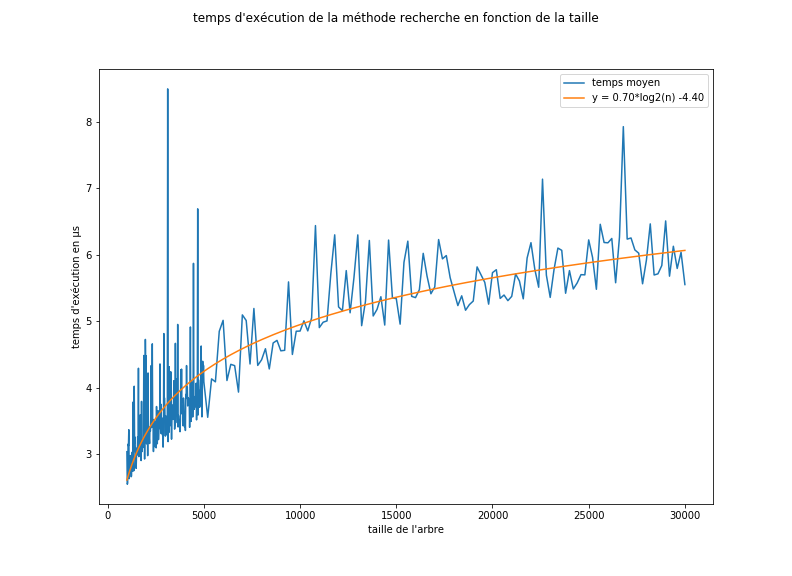 temps d'exécution de la méthode recherche en fonction de la taille
temps moyen
y = 0.70*log2(n) -4.40
temps d'exécution en µs
8
7
6
5
4
3
0 5000 10000 15000 20000 25000 30000
taille de l'arbre